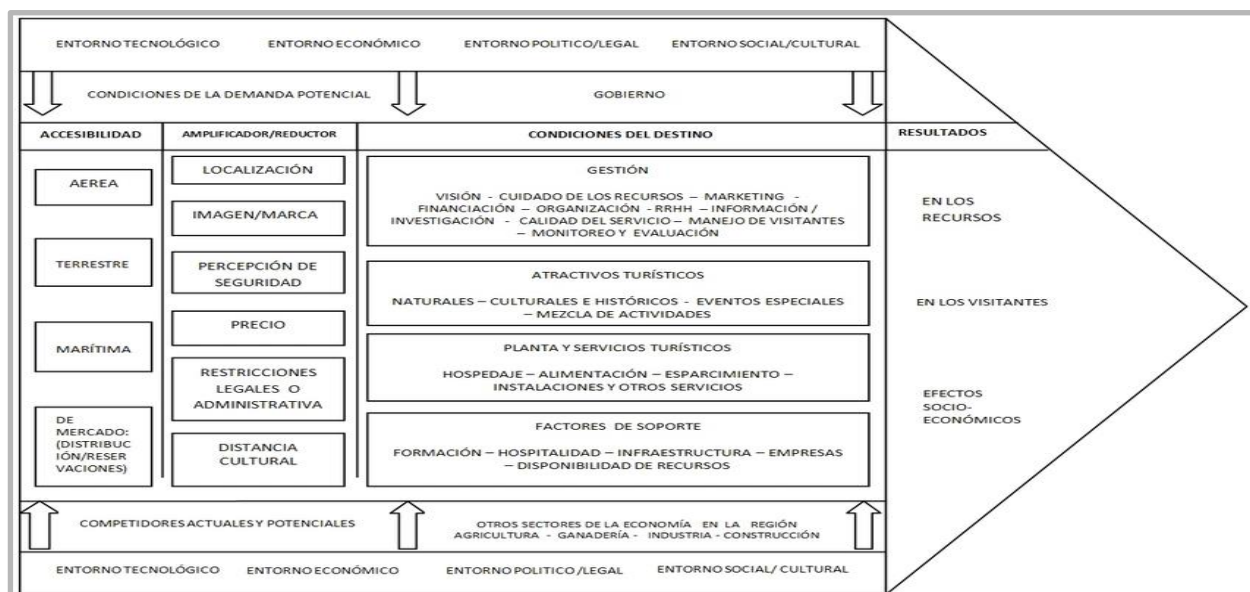 ENTORNO TECNOLÓGICO ENTORNO ECONÓMICO ENTORNO POLITICO/LEGAL ENTORNO SOCIAL/CULTURAL
CONDICIONES DE LA DEMANDA POTENCIAL GOBIERNO
ACCESIBILIDAD AMPLIFICADOR/REDUCTOR CONDICIONES DEL DESTINO RESULTADOS
AEREA
TERRESTRE
MARÍTIMA
DE
MERCADO:
(DISTRIBUC
IÓN/RESER
VACIONES)
LOCALIZACIÓN
IMAGEN/MARCA
PERCEPCIÓN DE
SEGURIDAD
PRECIO
RESTRICCIONES
LEGALES O
ADMINISTRATIVA
DISTANCIA
CULTURAL
GESTIÓN
VISIÓN - CUIDADO DE LOS RECURSOS – MARKETING -
FINANCIACIÓN – ORGANIZACIÓN - RRHH – INFORMACIÓN /
INVESTIGACIÓN - CALIDAD DEL SERVICIO – MANEJO DE VISITANTES
– MONITOREO Y EVALUACIÓN
ATRACTIVOS TURÍSTICOS
NATURALES – CULTURALES E HISTÓRICOS - EVENTOS ESPECIALES
– MEZCLA DE ACTIVIDADES
PLANTA Y SERVICIOS TURÍSTICOS
HOSPEDAJE – ALIMENTACIÓN – ESPARCIMIENTO –
INSTALACIONES Y OTROS SERVICIOS
FACTORES DE SOPORTE
FORMACIÓN – HOSPITALIDAD – INFRAESTRUCTURA – EMPRESAS
– DISPONIBILIDAD DE RECURSOS
EN LOS
RECURSOS
EN LOS VISITANTES
EFECTOS
SOCIO-
ECONÓMICOS
COMPETIDORES ACTUALES Y POTENCIALES
OTROS SECTORES DE LA ECONOMÍA EN LA REGIÓN
AGRICULTURA - GANADERÍA - INDUSTRIA - CONSTRUCCIÓN
ENTORNO TECNOLÓGICO ENTORNO ECONÓMICO ENTORNO POLITICO /LEGAL ENTORNO SOCIAL/ CULTURAL